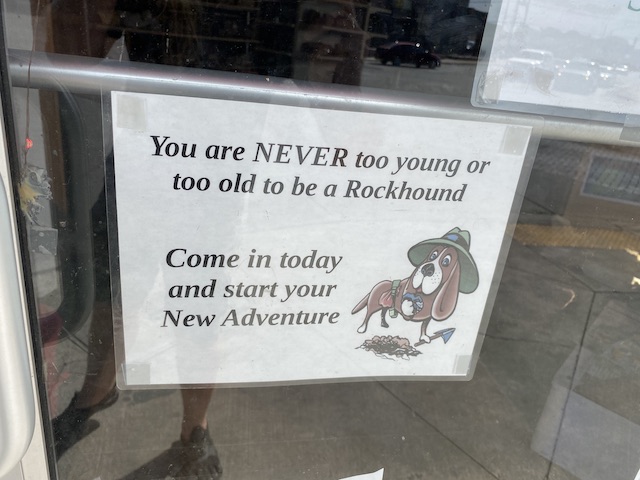 You are NEVER too young or
too old to be a Rockhound
Come in today
and start your
New Adventure